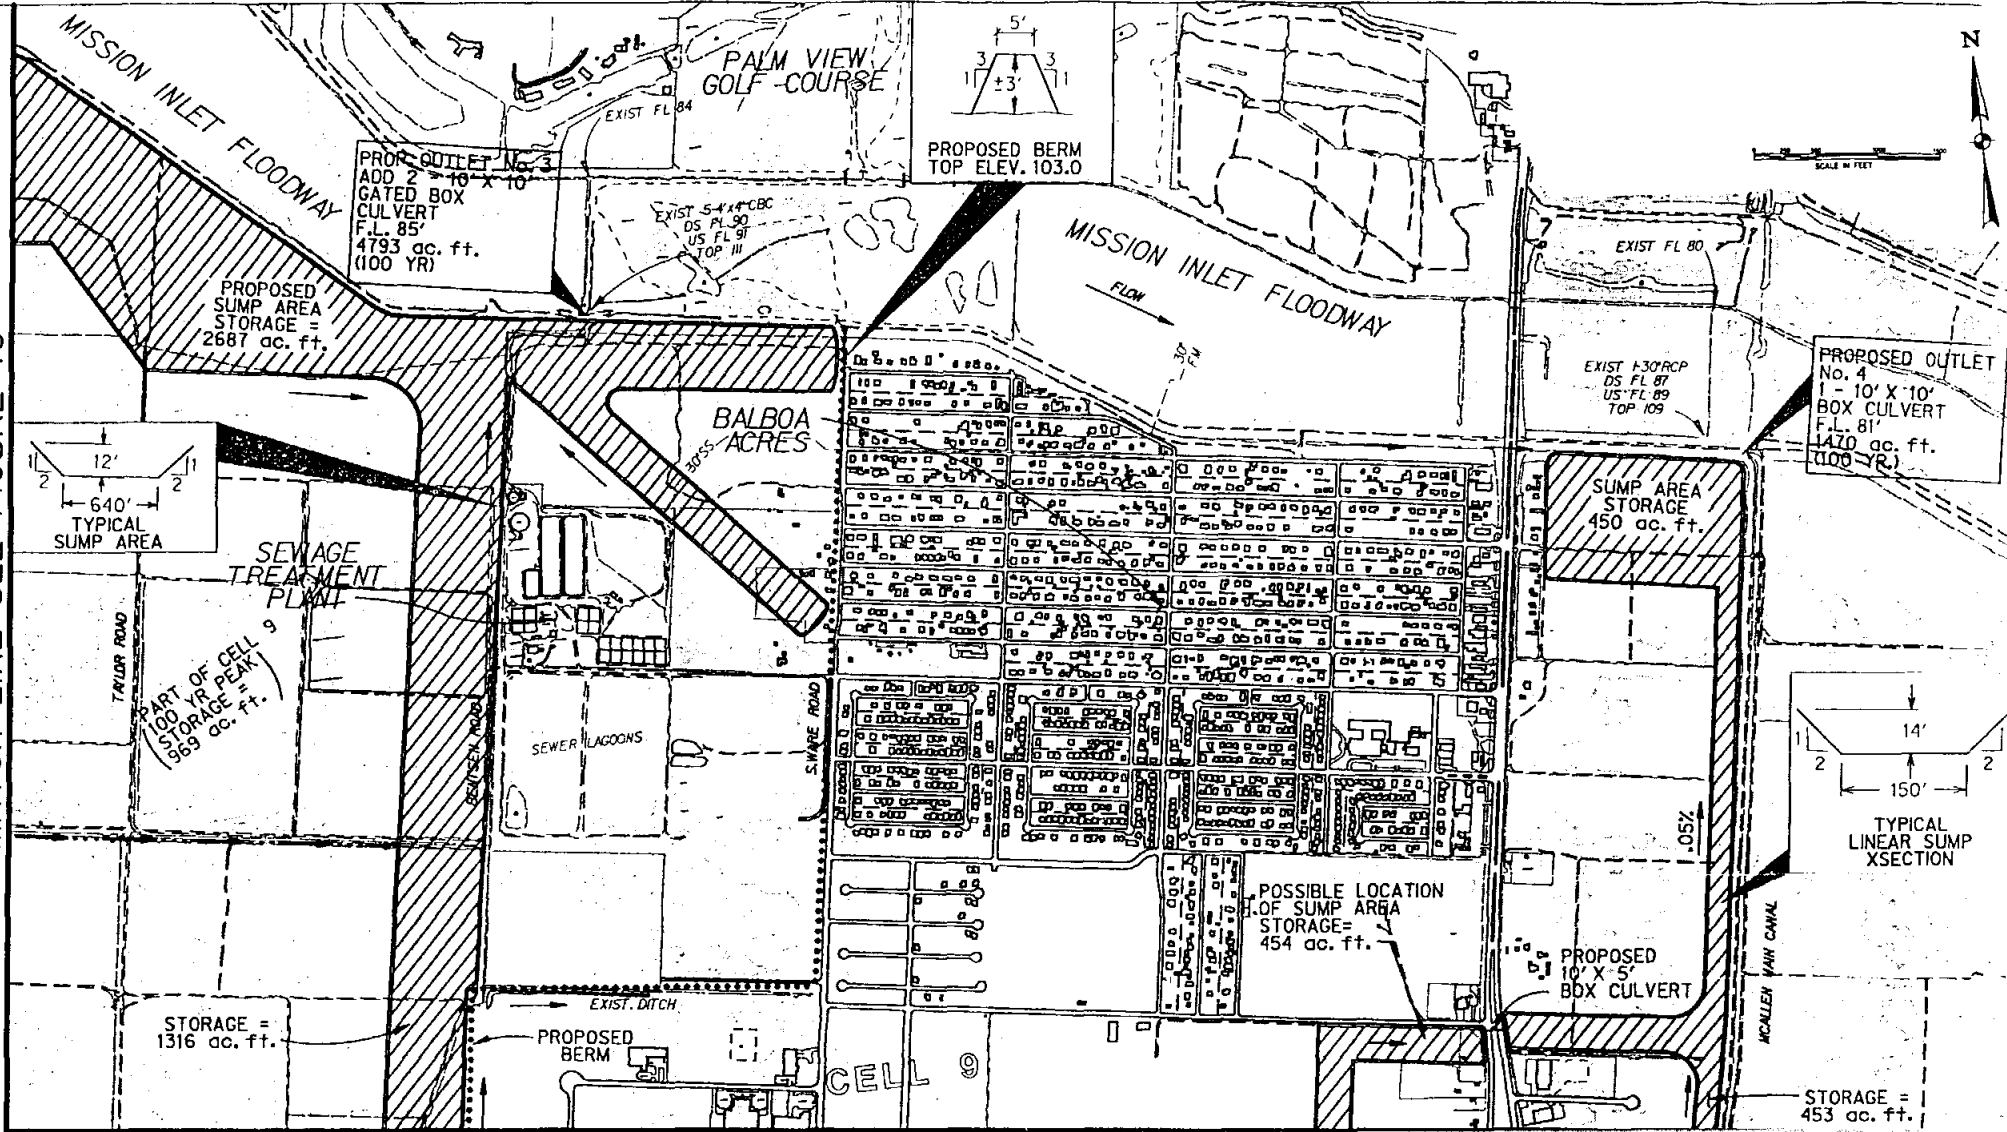 MISSION INLET FLOODWAY
PALM VIEW
GOLF COURSE
EXIST FL 84
5'
3
3
1
1
±3'
PROPOSED BERM
TOP ELEV. 103.0
N
SCALE IN FEET
PROP. OUTLET No. 3
ADD 2 - 10' X 10'
GATED BOX
CULVERT
F.L. 85'
4793 ac. ft.
(100 YR)
EXIST 5-4'x4' CBC
DS FL 90
US FL 91
TOP 111
MISSION INLET FLOODWAY
FLOW
EXIST FL 80
PROPOSED
SUMP AREA
STORAGE =
2687 ac. ft.
30"
FM
EXIST 1-30"RCP
DS FL 87
US FL 89
TOP 109
PROPOSED OUTLET
No. 4
1 - 10' X 10'
BOX CULVERT
F.L. 81'
1470 ac. ft.
(100 YR.)
BALBOA
ACRES
30"SS
1
2
12'
1
2
640'
TYPICAL
SUMP AREA
SUMP AREA
STORAGE
450 ac. ft.
SEWAGE
TREATMENT
PLANT
TAYLOR ROAD
PART OF CELL 9
(100 YR PEAK)
(STORAGE =
969 ac. ft.)
BENTSEN ROAD
SEWER LAGOONS
S.WARE ROAD
1
2
14'
1
2
150'
TYPICAL
LINEAR SUMP
XSECTION
.05%
POSSIBLE LOCATION
OF SUMP AREA
STORAGE=
454 ac. ft.
PROPOSED
10' X 5'
BOX CULVERT
MCALLEN MAIN CANAL
EXIST. DITCH
STORAGE =
1316 ac. ft.
PROPOSED
BERM
CELL 9
STORAGE =
453 ac. ft.